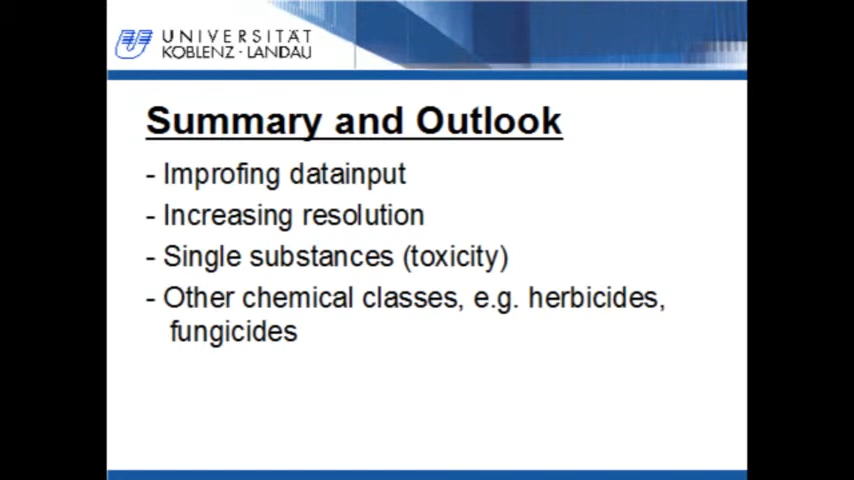 UNIVERSITÄT
KOBLENZ · LANDAU
Summary and Outlook
- Improfing datainput
- Increasing resolution
- Single substances (toxicity)
- Other chemical classes, e.g. herbicides,
fungicides